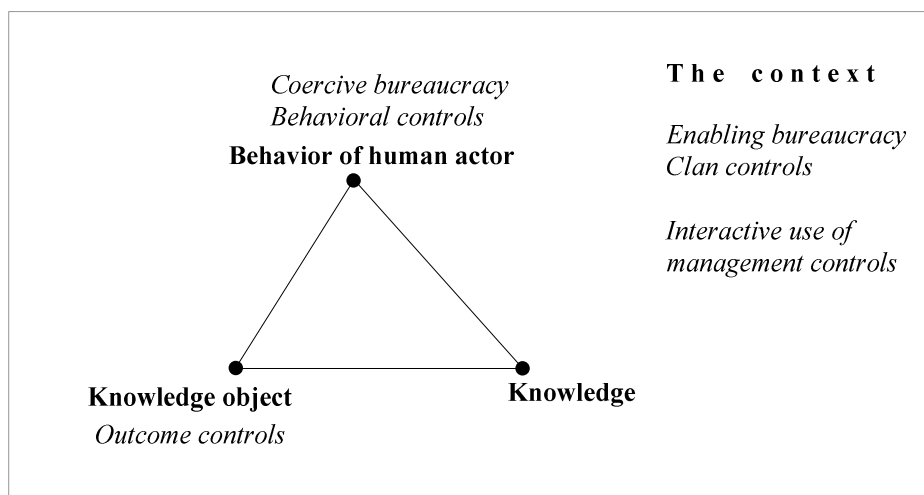 Coercive bureaucracy
Behavioral controls
Behavior of human actor
Knowledge object
Outcome controls
Knowledge
The context
Enabling bureaucracy
Clan controls
Interactive use of
management controls